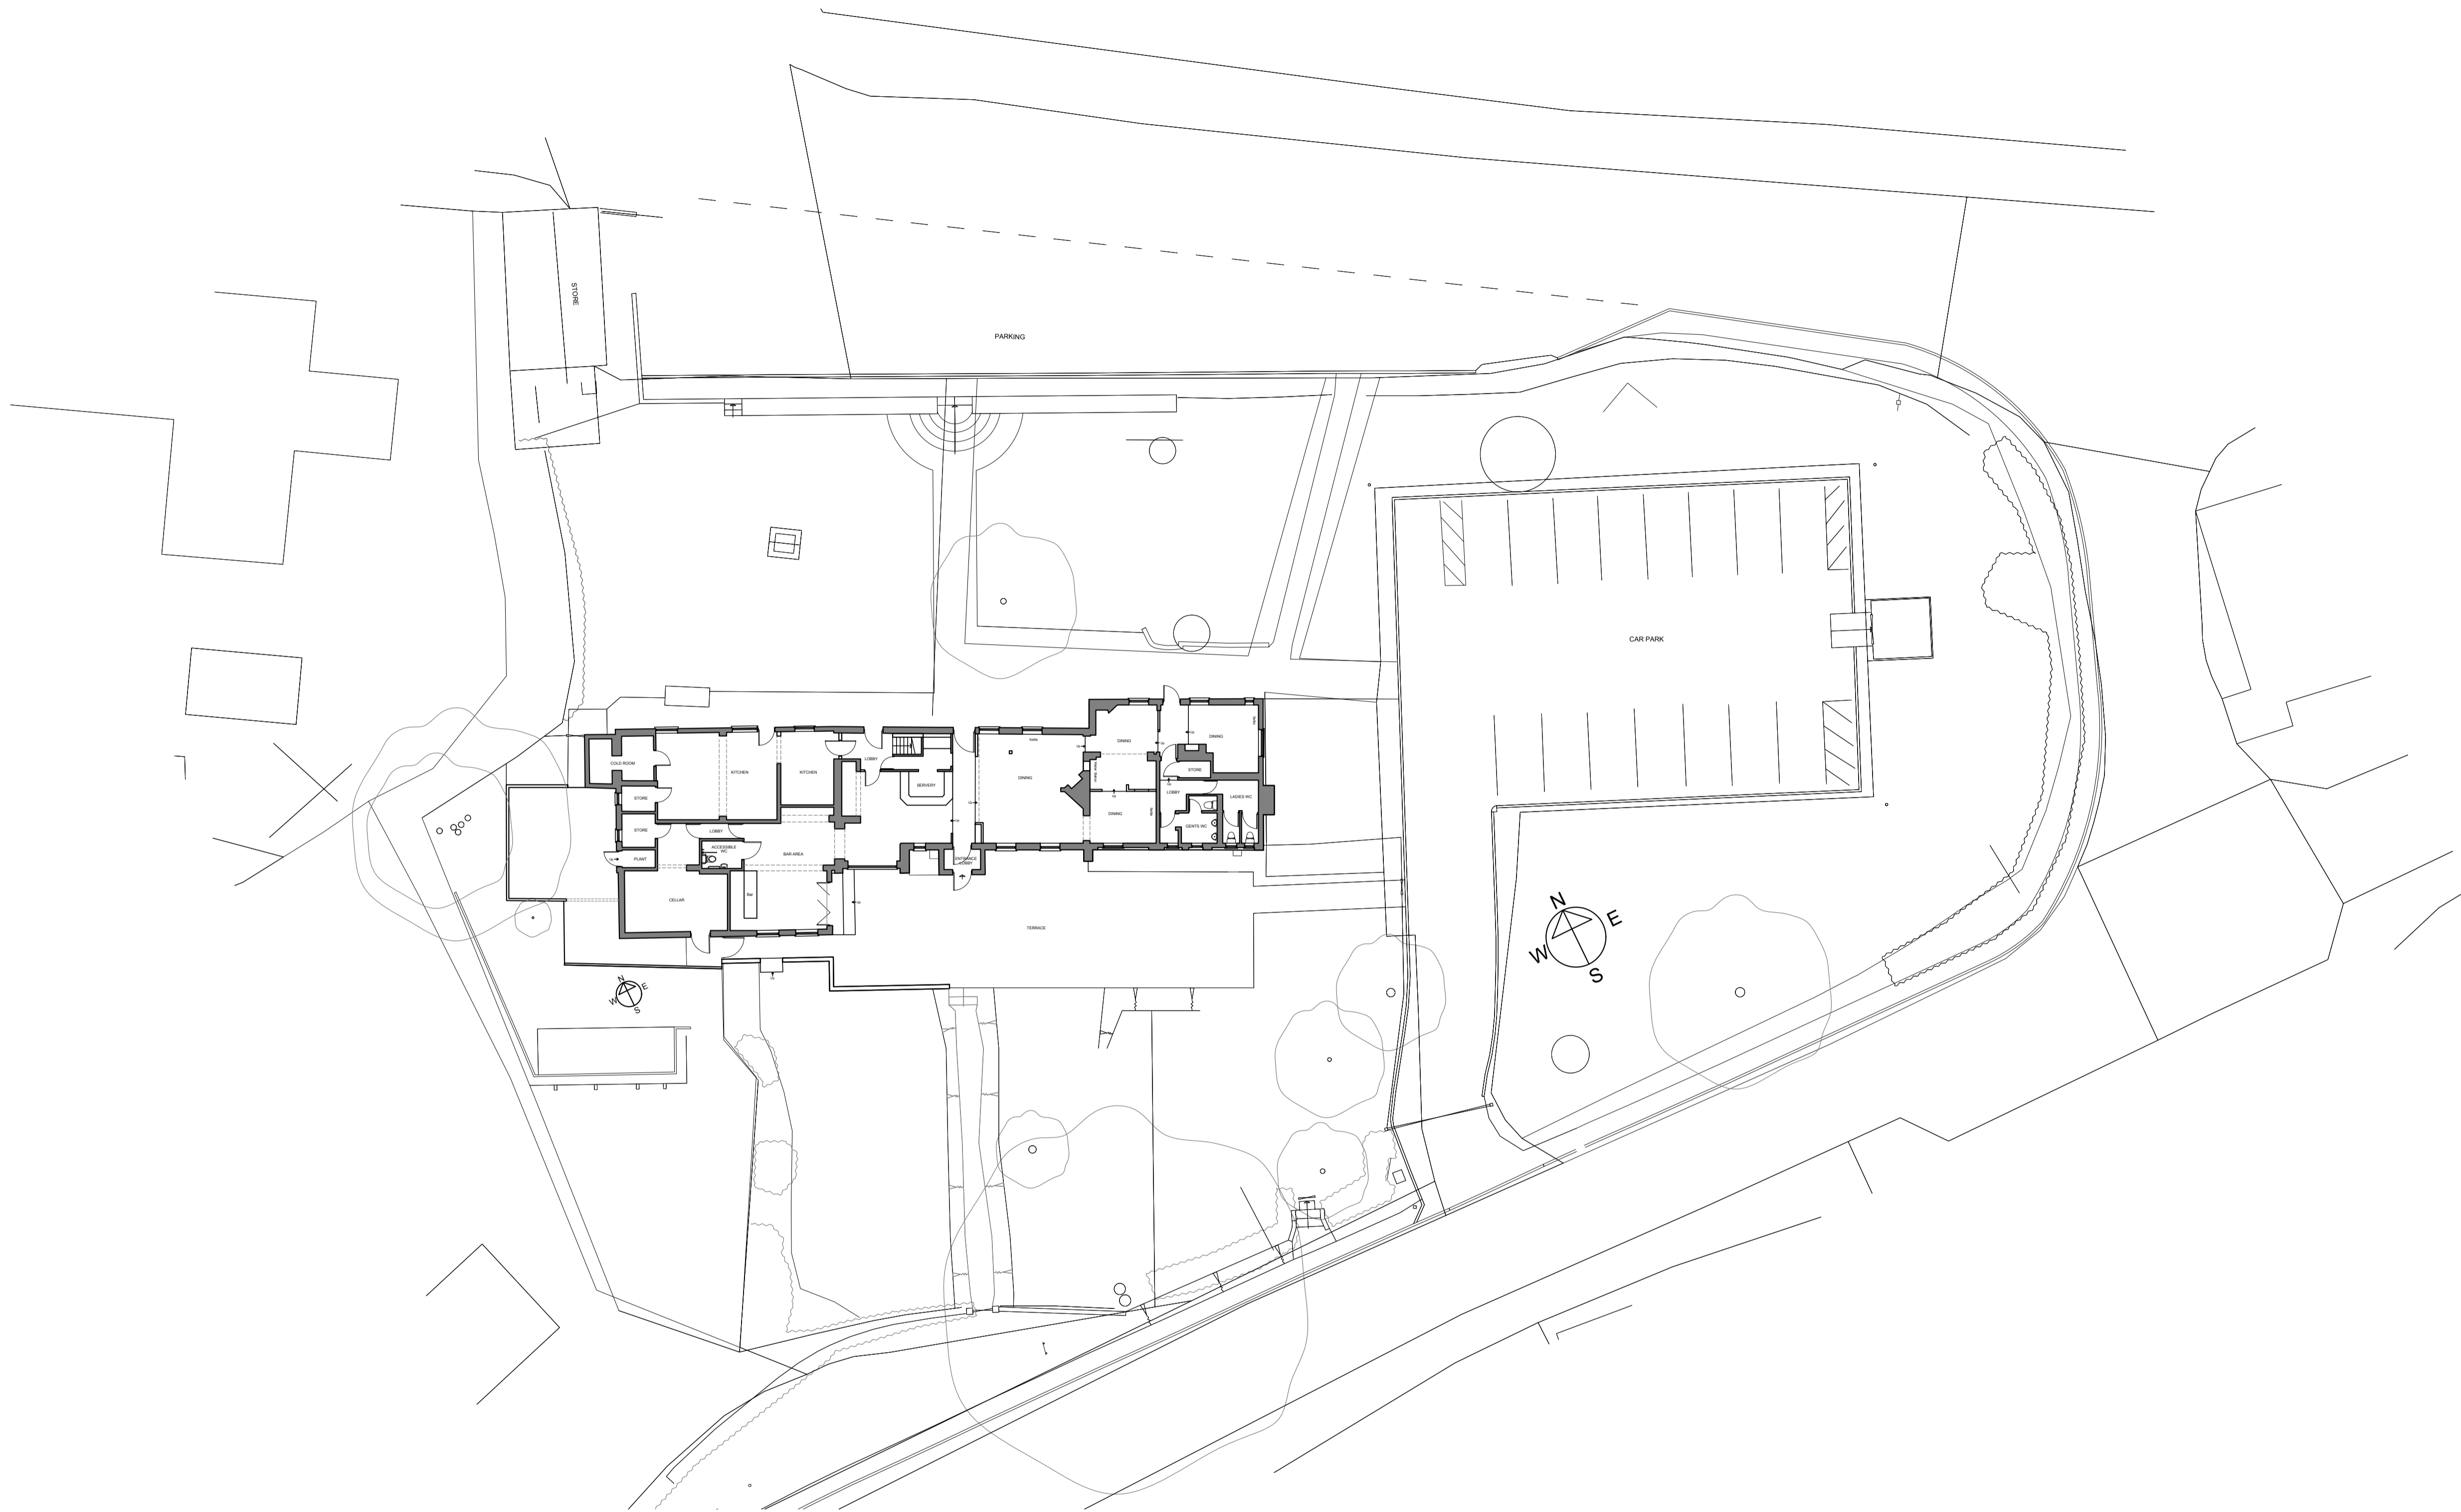 STORE
PARKING
CAR PARK
DINING
DINING
COLD ROOM
KITCHEN
KITCHEN
LOBBY
SERVERY
DINING
STORE
STORE
LOBBY
LADIES WC
STORE
LOBBY
DINING
GENTS WC
ACCESSIBLE
WC
BAR AREA
PLANT
ENTRANCE
LOBBY
Bar
CELLAR
TERRACE
N
E
W
S
N
E
W
S